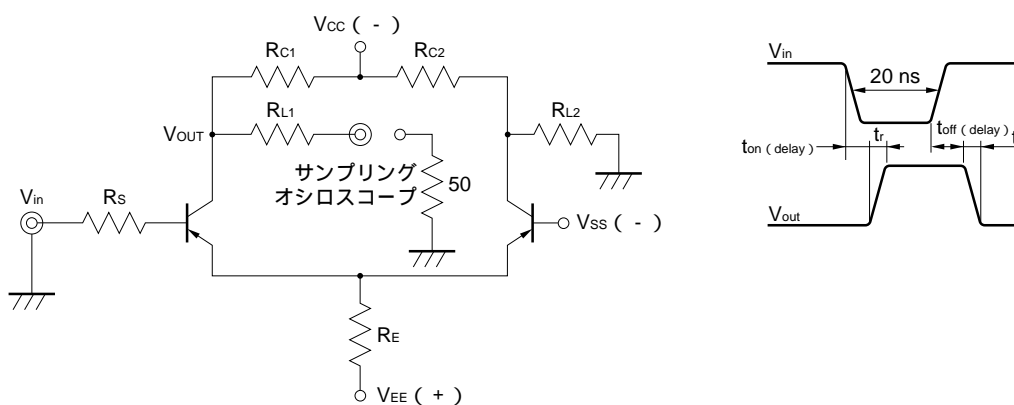 VCC ( - )
RC1
RC2
RL1
RL2
VOUT
サンプリング
オシロスコープ
50
Vin
RS
VSS ( - )
RE
VEE ( + )
Vin
20 ns
ton ( delay )
tr
toff ( delay )
Vout